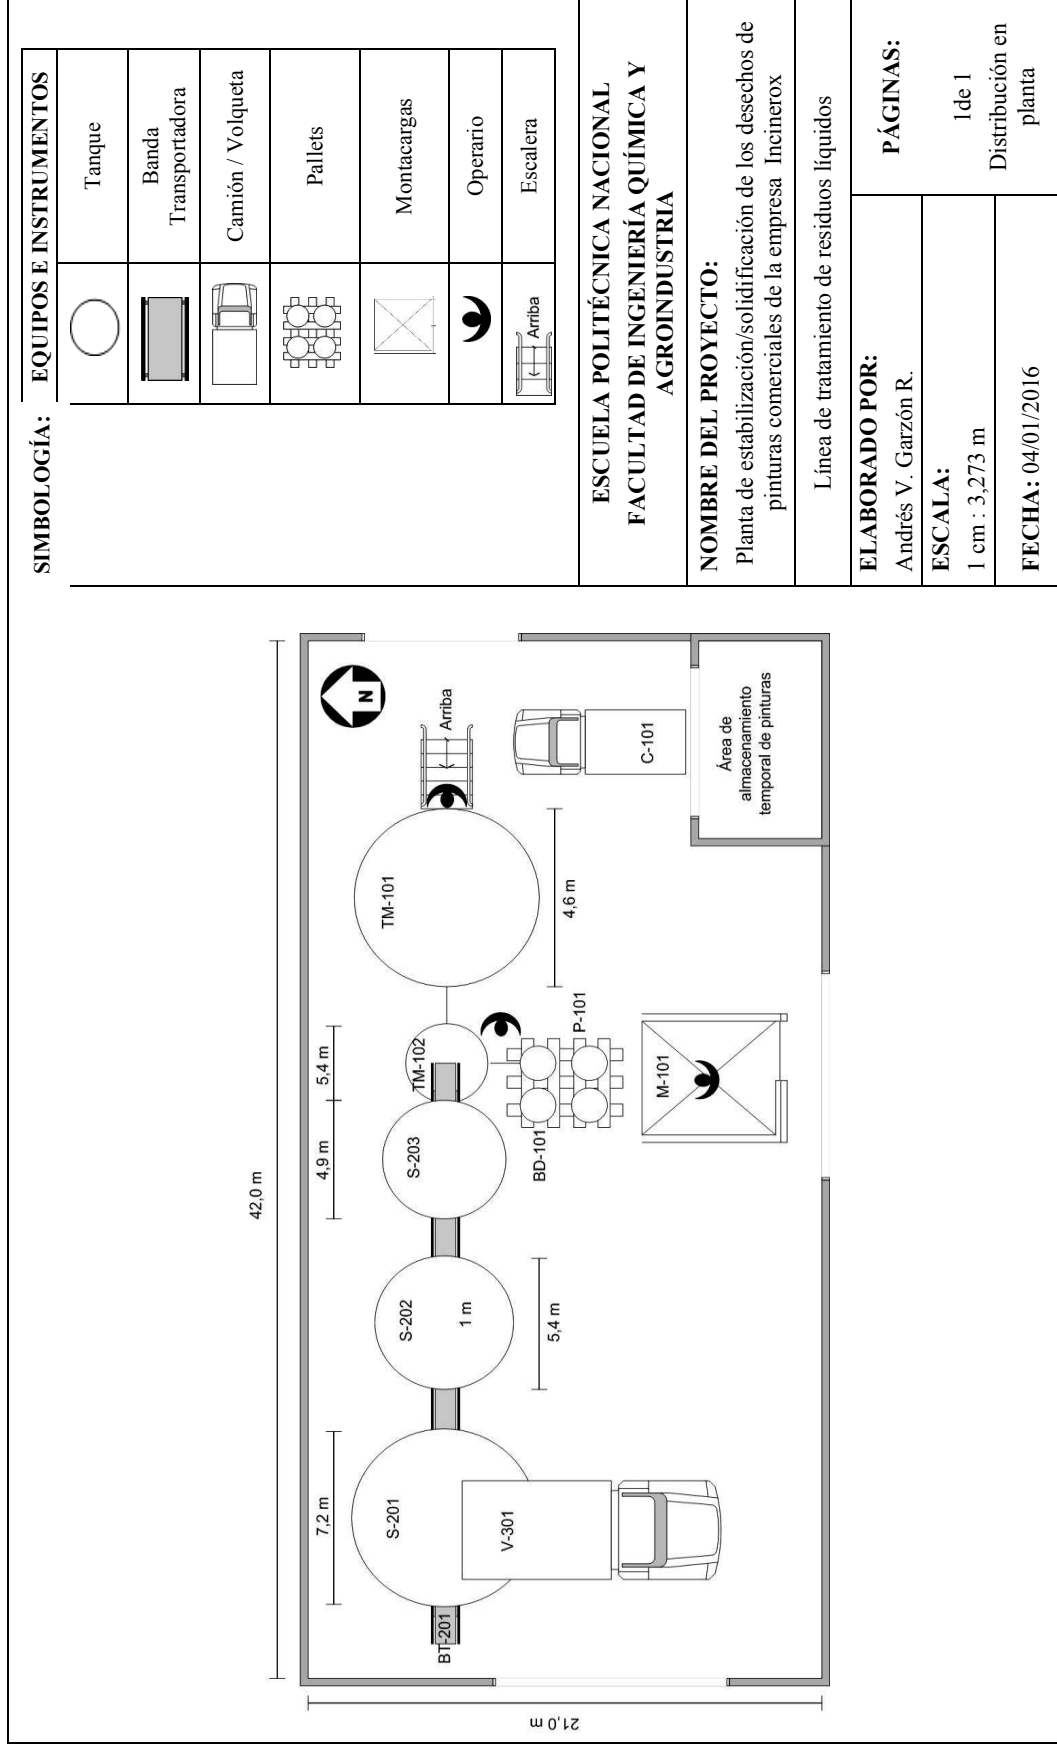 42,0 m
21,0 m
7,2 m
4,9 m
5,4 m
S-201
V-301
BT-201
S-202
1 m
5,4 m
S-203
TM-102
BD-101
P-101
M-101
TM-101
4,6 m
Arriba
N
C-101
Área de
almacenamiento
temporal de pinturas
SIMBOLOGÍA:
EQUIPOS E INSTRUMENTOS
Tanque
Banda
Transportadora
Camión / Volqueta
Pallets
Montacargas
Operario
Arriba
Escalera
ESCUELA POLITÉCNICA NACIONAL
FACULTAD DE INGENIERÍA QUÍMICA Y
AGROINDUSTRIA
NOMBRE DEL PROYECTO:
Planta de estabilización/solidificación de los desechos de
pinturas comerciales de la empresa Incinerox
Línea de tratamiento de residuos líquidos
ELABORADO POR:
Andrés V. Garzón R.
ESCALA:
1 cm : 3,273 m
FECHA: 04/01/2016
PÁGINAS:
1de 1
Distribución en
planta